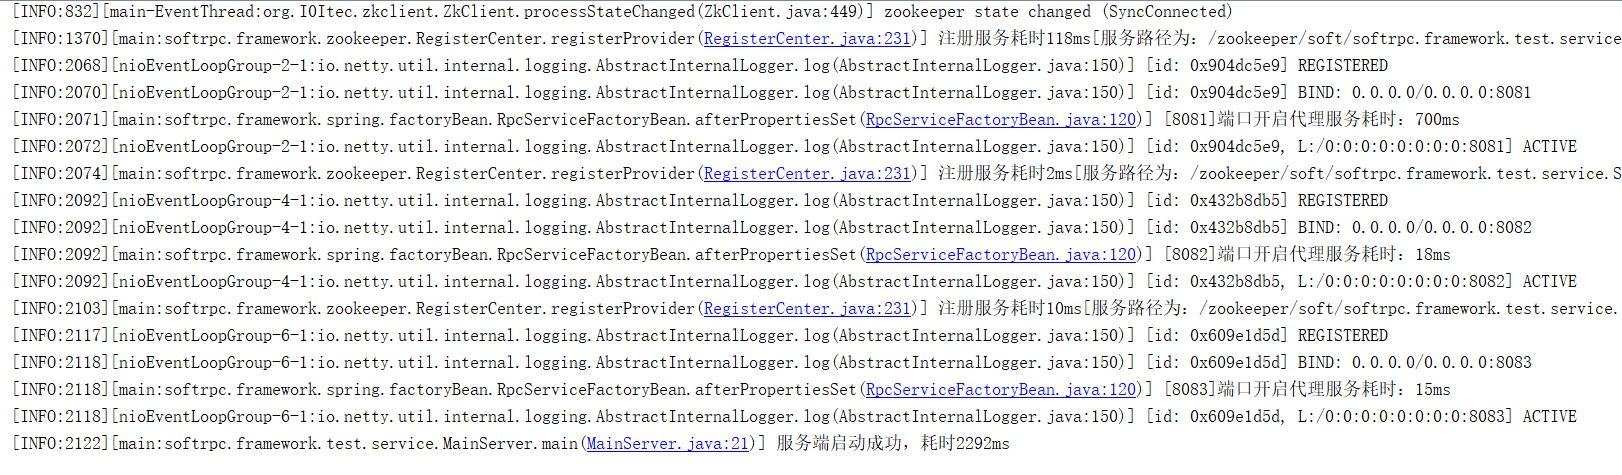 [INFO:832][main-EventThread:org.I0Itec.zkclient.ZkClient.processStateChanged(ZkClient.java:449)] zookeeper state changed (SyncConnected)
[INFO:1370][main:softrpc.framework.zookeeper.RegisterCenter.registerProvider(RegisterCenter.java:231)] 注册服务耗时118ms[服务路径为：/zookeeper/soft/softrpc.framework.test.service
[INFO:2068][nioEventLoopGroup-2-1:io.netty.util.internal.logging.AbstractInternalLogger.log(AbstractInternalLogger.java:150)] [id: 0x904dc5e9] REGISTERED
[INFO:2070][nioEventLoopGroup-2-1:io.netty.util.internal.logging.AbstractInternalLogger.log(AbstractInternalLogger.java:150)] [id: 0x904dc5e9] BIND: 0.0.0.0/0.0.0.0:8081
[INFO:2071][main:softrpc.framework.spring.factoryBean.RpcServiceFactoryBean.afterPropertiesSet(RpcServiceFactoryBean.java:120)] [8081]端口开启代理服务耗时：700ms
[INFO:2072][nioEventLoopGroup-2-1:io.netty.util.internal.logging.AbstractInternalLogger.log(AbstractInternalLogger.java:150)] [id: 0x904dc5e9, L:/0:0:0:0:0:0:0:0:8081] ACTIVE
[INFO:2074][main:softrpc.framework.zookeeper.RegisterCenter.registerProvider(RegisterCenter.java:231)] 注册服务耗时2ms[服务路径为：/zookeeper/soft/softrpc.framework.test.service.S
[INFO:2092][nioEventLoopGroup-4-1:io.netty.util.internal.logging.AbstractInternalLogger.log(AbstractInternalLogger.java:150)] [id: 0x432b8db5] REGISTERED
[INFO:2092][nioEventLoopGroup-4-1:io.netty.util.internal.logging.AbstractInternalLogger.log(AbstractInternalLogger.java:150)] [id: 0x432b8db5] BIND: 0.0.0.0/0.0.0.0:8082
[INFO:2092][main:softrpc.framework.spring.factoryBean.RpcServiceFactoryBean.afterPropertiesSet(RpcServiceFactoryBean.java:120)] [8082]端口开启代理服务耗时：18ms
[INFO:2092][nioEventLoopGroup-4-1:io.netty.util.internal.logging.AbstractInternalLogger.log(AbstractInternalLogger.java:150)] [id: 0x432b8db5, L:/0:0:0:0:0:0:0:0:8082] ACTIVE
[INFO:2103][main:softrpc.framework.zookeeper.RegisterCenter.registerProvider(RegisterCenter.java:231)] 注册服务耗时10ms[服务路径为：/zookeeper/soft/softrpc.framework.test.service.
[INFO:2117][nioEventLoopGroup-6-1:io.netty.util.internal.logging.AbstractInternalLogger.log(AbstractInternalLogger.java:150)] [id: 0x609e1d5d] REGISTERED
[INFO:2118][nioEventLoopGroup-6-1:io.netty.util.internal.logging.AbstractInternalLogger.log(AbstractInternalLogger.java:150)] [id: 0x609e1d5d] BIND: 0.0.0.0/0.0.0.0:8083
[INFO:2118][main:softrpc.framework.spring.factoryBean.RpcServiceFactoryBean.afterPropertiesSet(RpcServiceFactoryBean.java:120)] [8083]端口开启代理服务耗时：15ms
[INFO:2118][nioEventLoopGroup-6-1:io.netty.util.internal.logging.AbstractInternalLogger.log(AbstractInternalLogger.java:150)] [id: 0x609e1d5d, L:/0:0:0:0:0:0:0:0:8083] ACTIVE
[INFO:2122][main:softrpc.framework.test.service.MainServer.main(MainServer.java:21)] 服务端启动成功，耗时2292ms